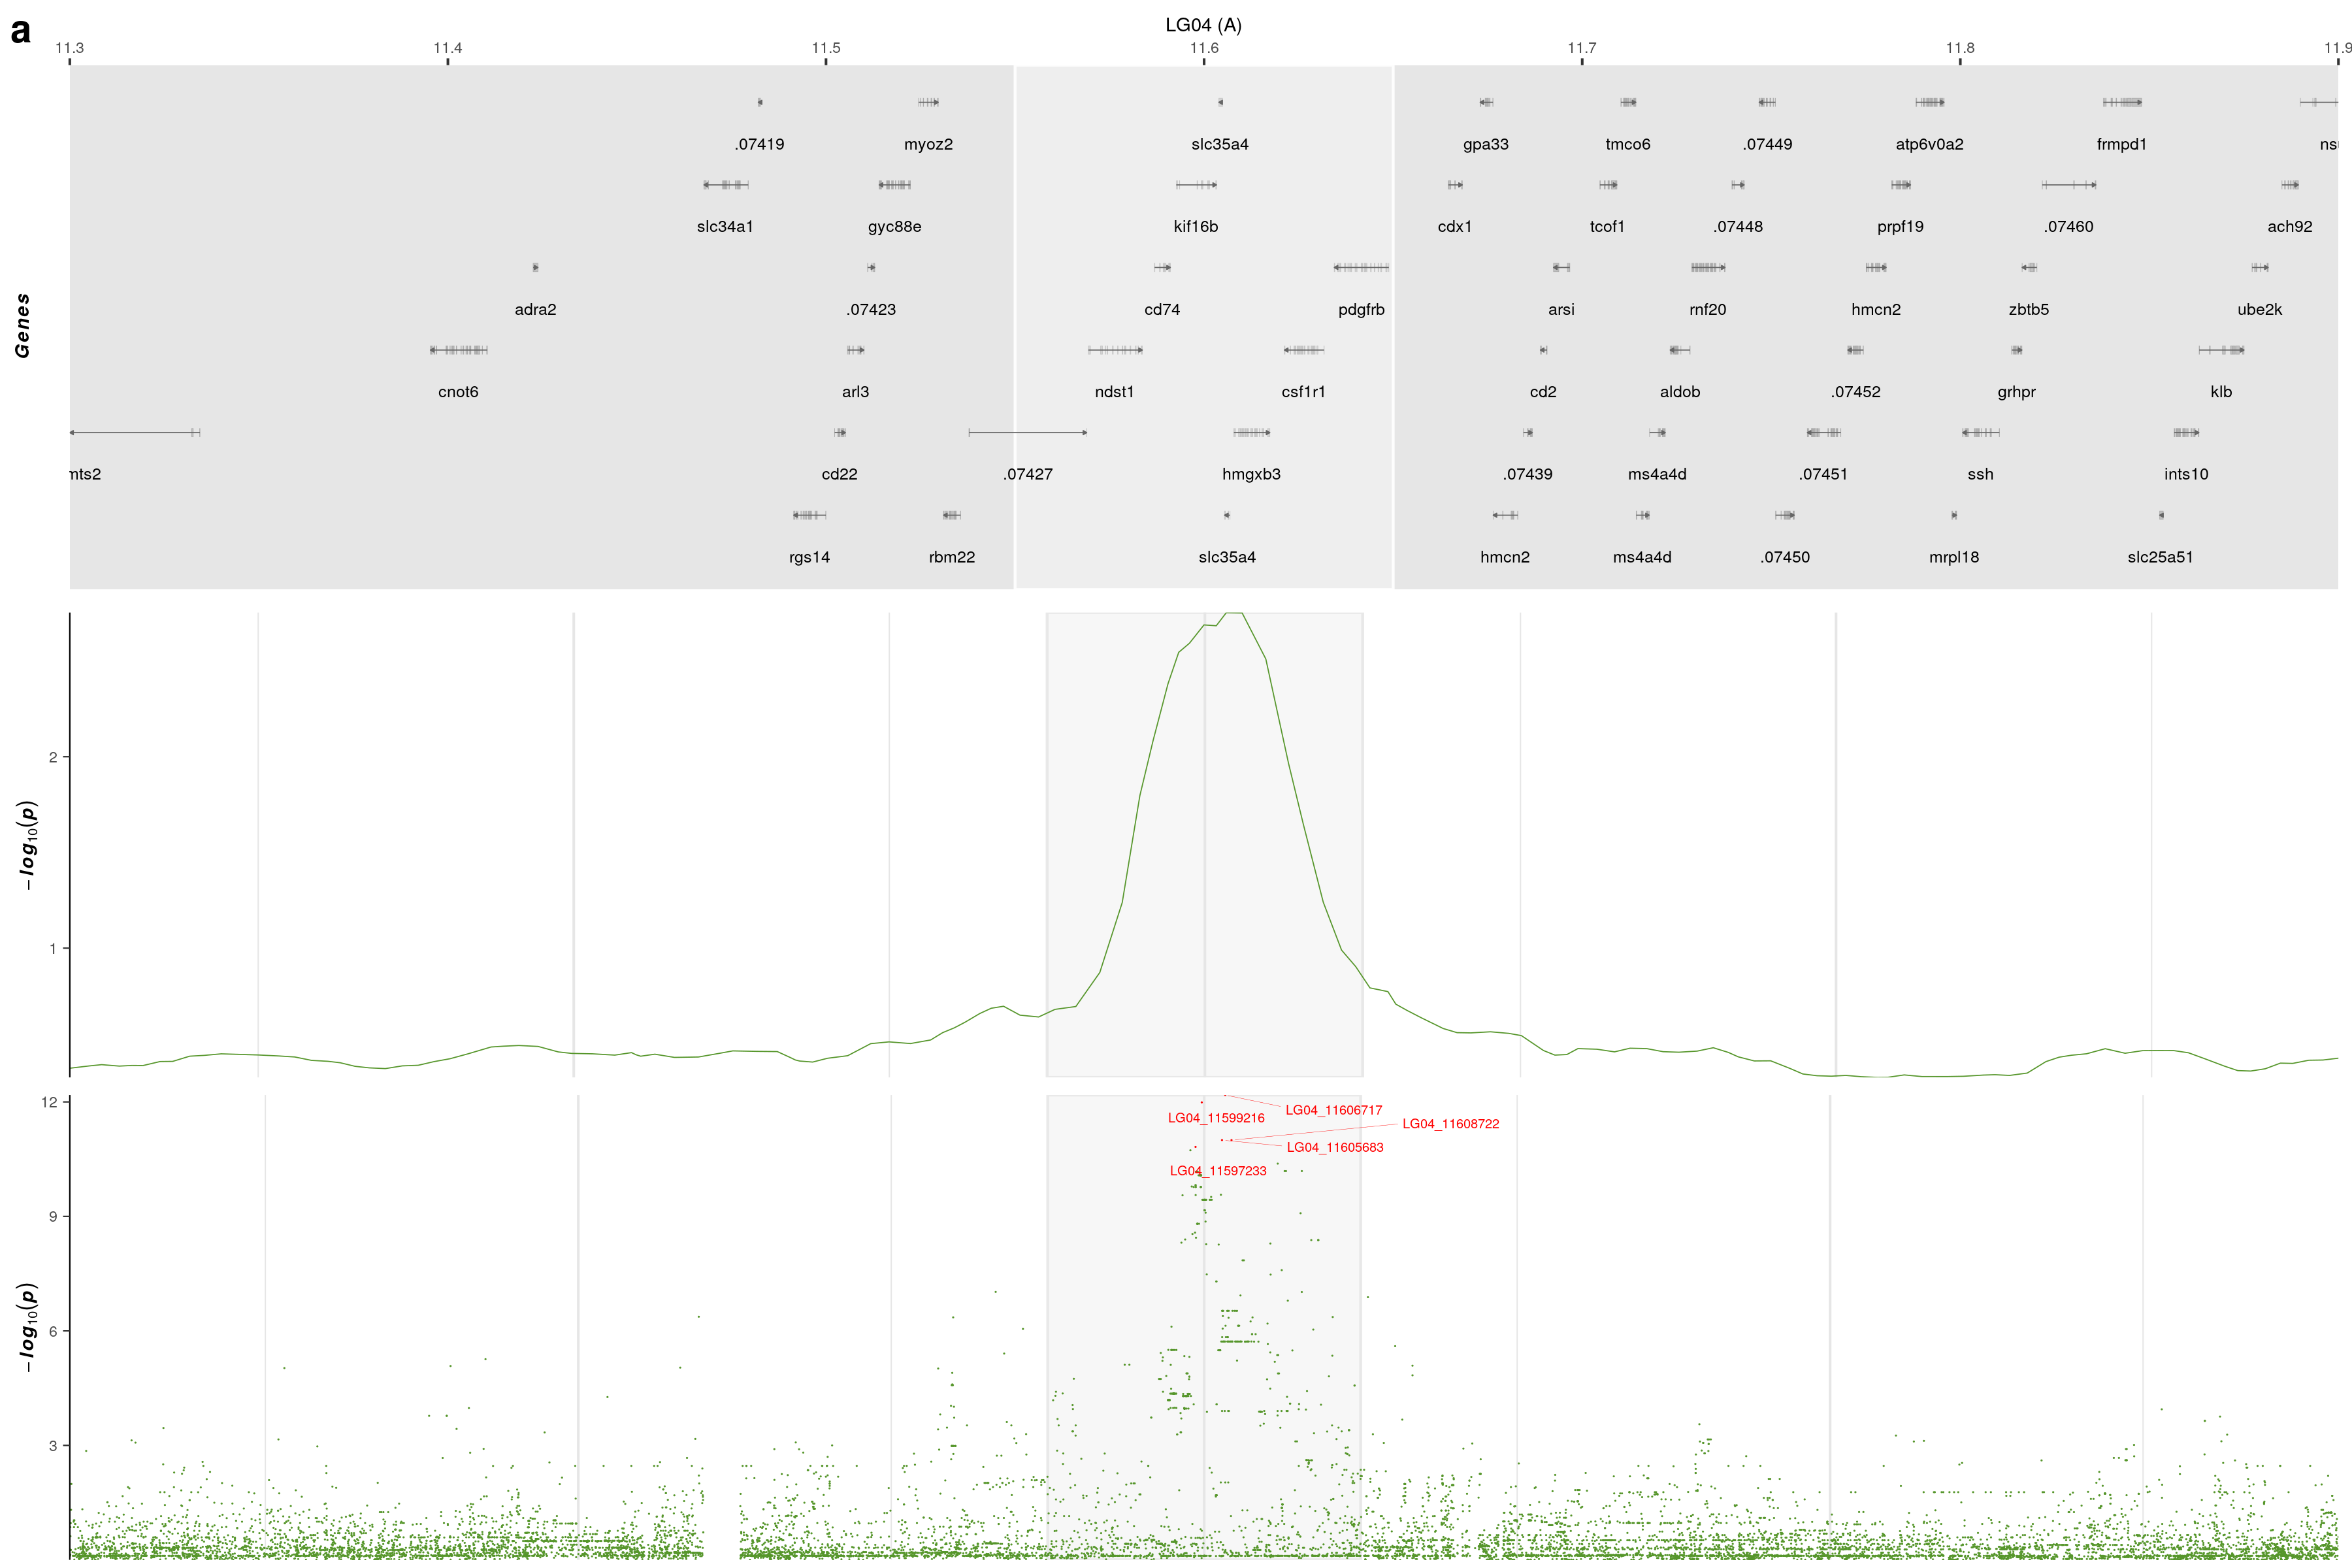 a
LG04 (A)
11.3 11.4 11.5 11.6 11.7 11.8 11.9
Genes
.07419 myoz2 slc35a4 gpa33 tmco6 .07449 atp6v0a2 frmpd1 ns
slc34a1 gyc88e kif16b cdx1 tcof1 .07448 prpf19 .07460 ach92
adra2 .07423 cd74 pdgfrb arsi rnf20 hmcn2 zbtb5 ube2k
cnot6 arl3 ndst1 csf1r1 cd2 aldob .07452 grhpr klb
mts2 cd22 .07427 hmgxb3 .07439 ms4a4d .07451 ssh ints10
rgs14 rbm22 slc35a4 hmcn2 ms4a4d .07450 mrpl18 slc25a51
−log10(p)
2
1
−log10(p)
12
9
6
3
LG04_11606717
LG04_11599216
LG04_11608722
LG04_11605683
LG04_11597233